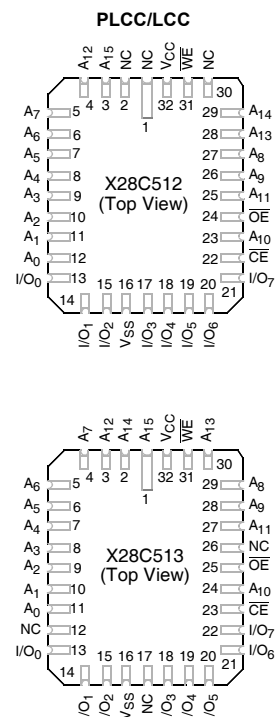 PLCC/LCC
A12 A15 NC NC VCC WE NC
4 3 2 1 32 31 30
A7 5 29 A14
A6 6 28 A13
A5 7 27 A8
A4 8 26 A9
A3 9 X28C512 25 A11
A2 10 (Top View) 24 OE
A1 11 23 A10
A0 12 22 CE
I/O0 13 21 I/O7
14 15 16 17 18 19 20
I/O1 I/O2 VSS I/O3 I/O4 I/O5 I/O6
A7 A12 A14 A15 VCC WE A13
4 3 2 1 32 31 30
A6 5 29 A8
A5 6 28 A9
A4 7 27 A11
A3 8 26 NC
A2 9 X28C513 25 OE
A1 10 (Top View) 24 A10
A0 11 23 CE
NC 12 22 I/O7
I/O0 13 21 I/O6
14 15 16 17 18 19 20
I/O1 I/O2 VSS NC I/O3 I/O4 I/O5